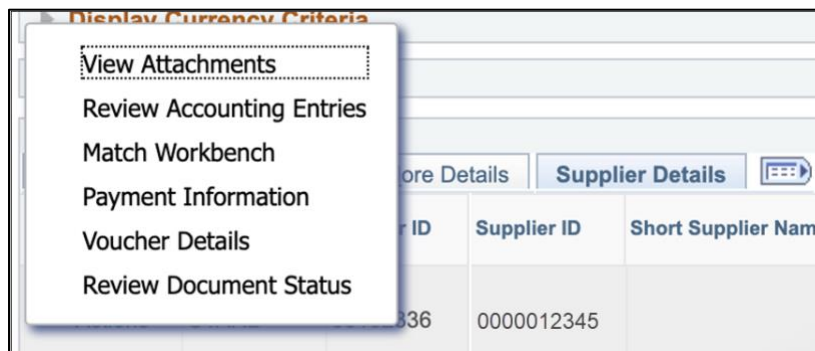 Display Currency Criteria
View Attachments
Review Accounting Entries
Match Workbench
Payment Information
Voucher Details
Review Document Status
ore Details
Supplier Details
r ID
Supplier ID
Short Supplier Nam
336
0000012345